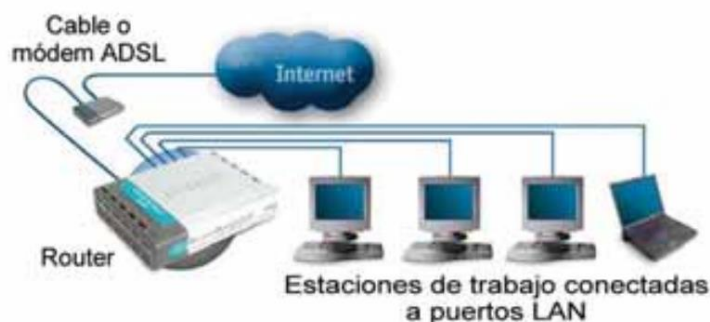 Cable o
módem ADSL
Internet
Router
Estaciones de trabajo conectadas
a puertos LAN